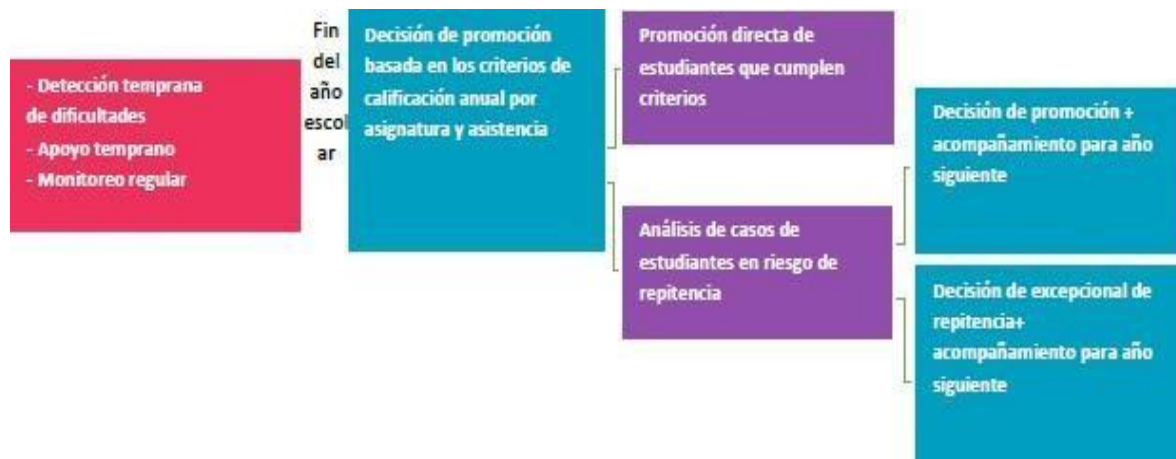 - Detección temprana
de dificultades
- Apoyo temprano
- Monitoreo regular
Fin
del
año
escol
ar
Decisión de promoción
basada en los criterios de
calificación anual por
asignatura y asistencia
Promoción directa de
estudiantes que cumplen
criterios
Análisis de casos de
estudiantes en riesgo de
repitencia
Decisión de promoción +
acompañamiento para año
siguiente
Decisión de excepcional de
repitencia+
acompañamiento para año
siguiente